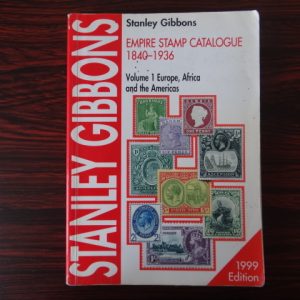 STANLEY GIBBONS
Stanley Gibbons
EMPIRE STAMP CATALOGUE
1840–1936
Volume 1 Europe, Africa
and the Americas
1999
Edition